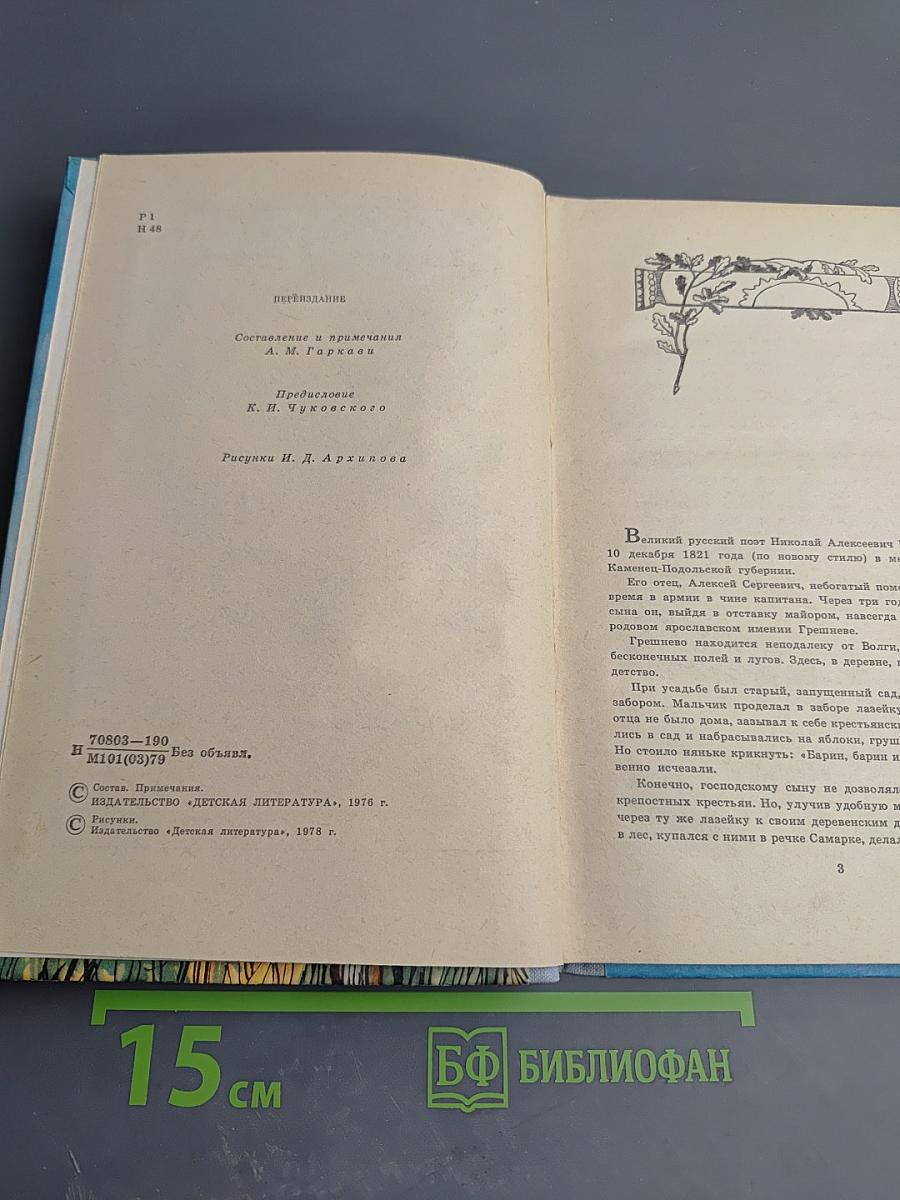 Р 1
Н 48
ПЕРЕИЗДАНИЕ
Составление и примечания
А. М. Гаркави
Предисловие
К. И. Чуковского
Рисунки И. Д. Архипова
Н 70803—190
М101(03)79 Без объявл.
© Состав. Примечания.
ИЗДАТЕЛЬСТВО «ДЕТСКАЯ ЛИТЕРАТУРА», 1976 г.
© Рисунки.
Издательство «Детская литература», 1978 г.
Великий русский поэт Николай Алексеевич
10 декабря 1821 года (по новому стилю) в
Каменец-Подольской губернии.
Его отец, Алексей Сергеевич, небогатый
время в армии в чине капитана. Через три
сына он, выйдя в отставку майором, навсегда
родовом ярославском имении Грешневе.
Грешнево находится неподалеку от Волги,
бесконечных полей и лугов. Здесь, в деревне,
детство.
При усадьбе был старый, запущенный сад,
забором. Мальчик проделал в заборе лазейку
отца не было дома, зазывал к себе
лись в сад и набрасывались на яблоки,
Но стоило няньке крикнуть: «Барин, барин
венно исчезали.
Конечно, господскому сыну не
крепостных крестьян. Но, улучив удобную
через ту же лазейку к своим деревенским
в лес, купался с ними в речке Самарке,
3
15 см
БФ БИБЛИОФАН